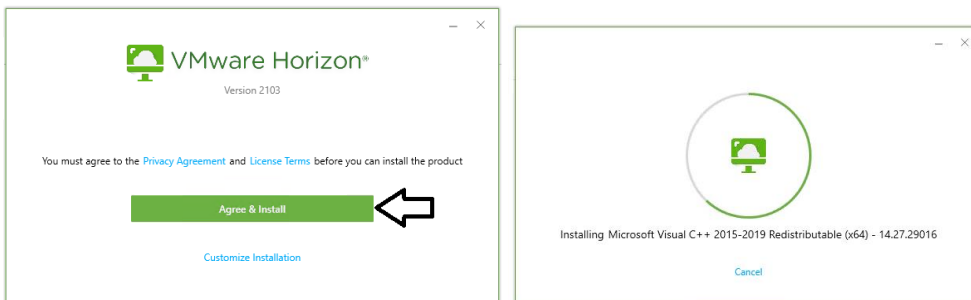 VMware Horizon®
Version 2103
You must agree to the Privacy Agreement and License Terms before you can install the product
Agree & Install
Customize Installation
Installing Microsoft Visual C++ 2015-2019 Redistributable (x64) - 14.27.29016
Cancel